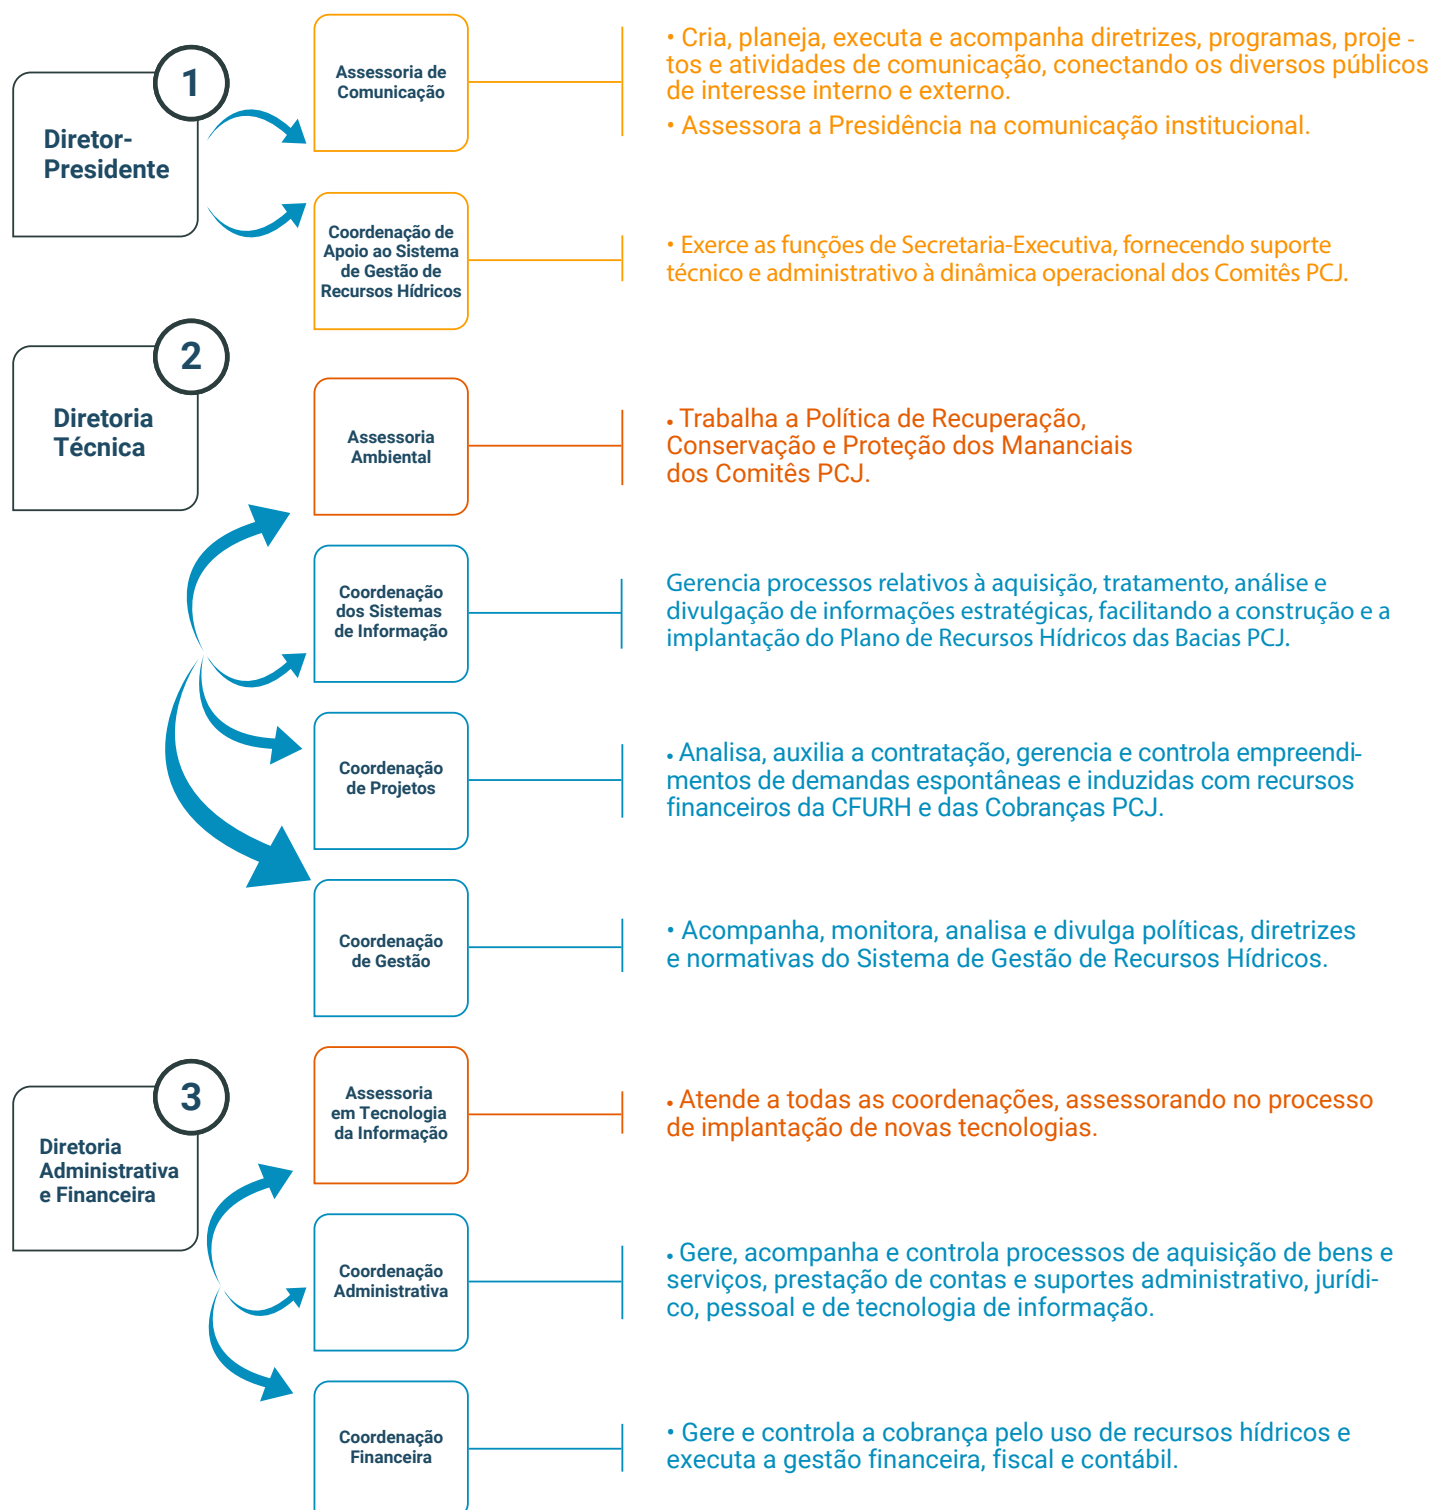 1
Diretor-
Presidente
Assessoria de
Comunicação
• Cria, planeja, executa e acompanha diretrizes, programas, proje -
tos e atividades de comunicação, conectando os diversos públicos
de interesse interno e externo.
• Assessora a Presidência na comunicação institucional.
Coordenação de
Apoio ao Sistema
de Gestão de
Recursos Hídricos
• Exerce as funções de Secretaria-Executiva, fornecendo suporte
técnico e administrativo à dinâmica operacional dos Comitês PCJ.
2
Diretoria
Técnica
Assessoria
Ambiental
• Trabalha a Política de Recuperação,
Conservação e Proteção dos Mananciais
dos Comitês PCJ.
Coordenação
dos Sistemas
de Informação
Gerencia processos relativos à aquisição, tratamento, análise e
divulgação de informações estratégicas, facilitando a construção e a
implantação do Plano de Recursos Hídricos das Bacias PCJ.
Coordenação
de Projetos
• Analisa, auxilia a contratação, gerencia e controla empreendi-
mentos de demandas espontâneas e induzidas com recursos
financeiros da CFURH e das Cobranças PCJ.
Coordenação
de Gestão
• Acompanha, monitora, analisa e divulga políticas, diretrizes
e normativas do Sistema de Gestão de Recursos Hídricos.
3
Diretoria
Administrativa
e Financeira
Assessoria
em Tecnologia
da Informação
• Atende a todas as coordenações, assessorando no processo
de implantação de novas tecnologias.
Coordenação
Administrativa
• Gere, acompanha e controla processos de aquisição de bens e
serviços, prestação de contas e suportes administrativo, jurídi-
co, pessoal e de tecnologia de informação.
Coordenação
Financeira
• Gere e controla a cobrança pelo uso de recursos hídricos e
executa a gestão financeira, fiscal e contábil.